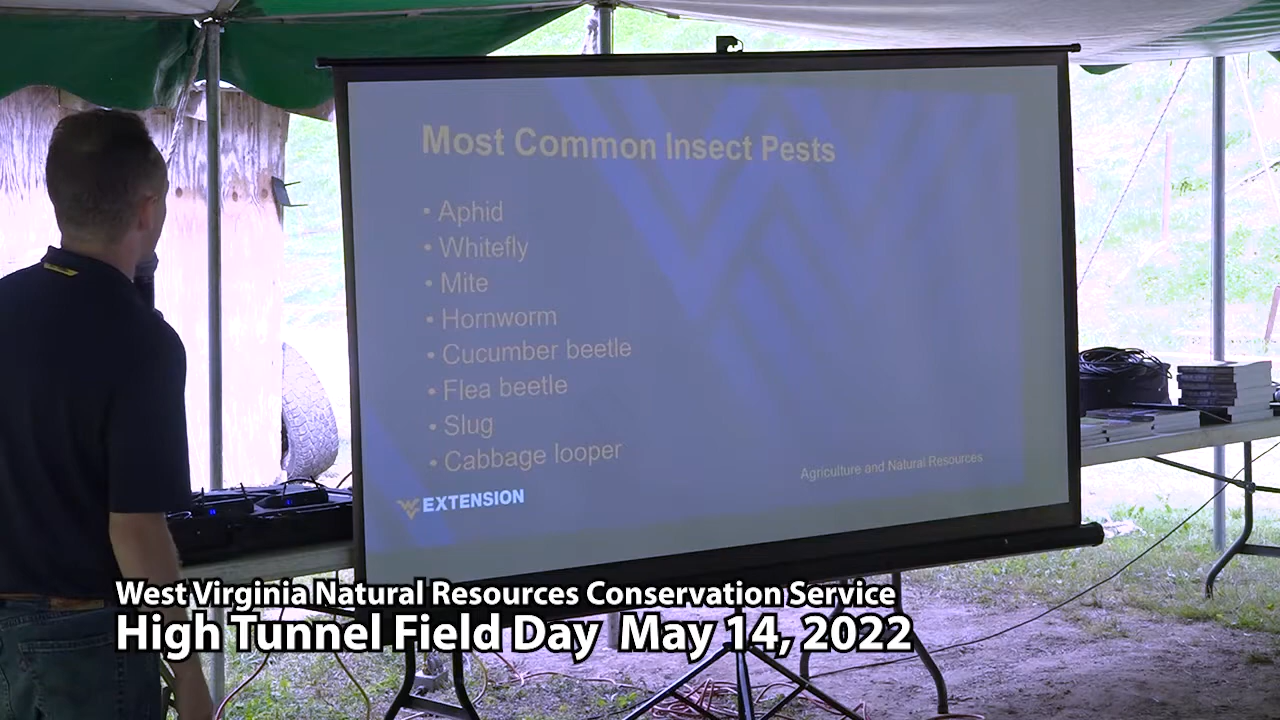 Most Common Insect Pests
• Aphid
• Whitefly
• Mite
• Hornworm
• Cucumber beetle
• Flea beetle
• Slug
• Cabbage looper
Agriculture and Natural Resources
WV EXTENSION
West Virginia Natural Resources Conservation Service
High Tunnel Field Day May 14, 2022